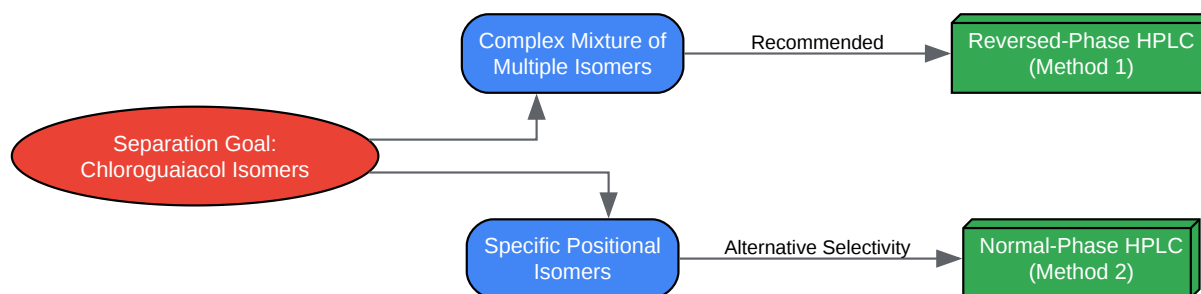 Complex Mixture of
Multiple Isomers
Recommended
Reversed-Phase HPLC
(Method 1)
Separation Goal:
Chloroguaiacol Isomers
Specific Positional
Isomers
Alternative Selectivity
Normal-Phase HPLC
(Method 2)